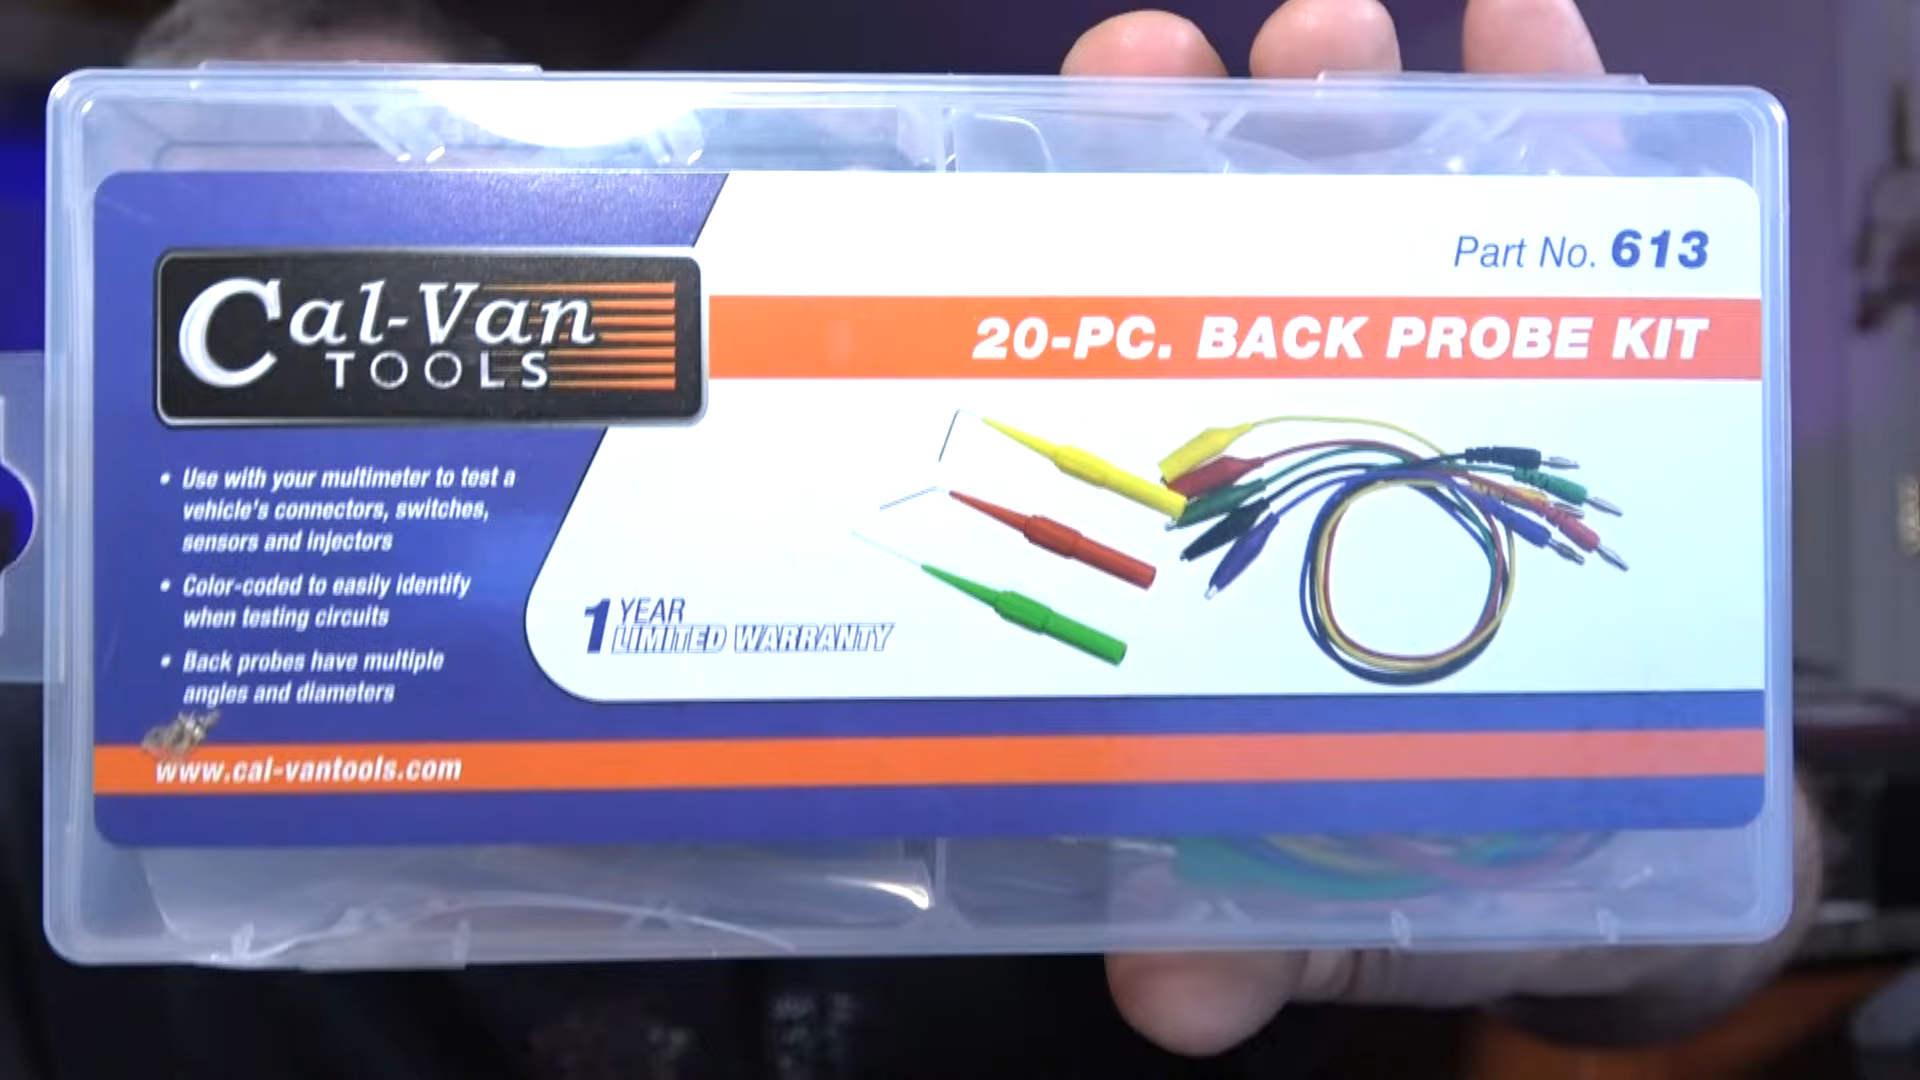 Part No. 613
Cal-Van
TOOLS
20-PC. BACK PROBE KIT
• Use with your multimeter to test a
vehicle's connectors, switches,
sensors and injectors
• Color-coded to easily identify
when testing circuits
• Back probes have multiple
angles and diameters
1 YEAR
LIMITED WARRANTY
www.cal-vantools.com